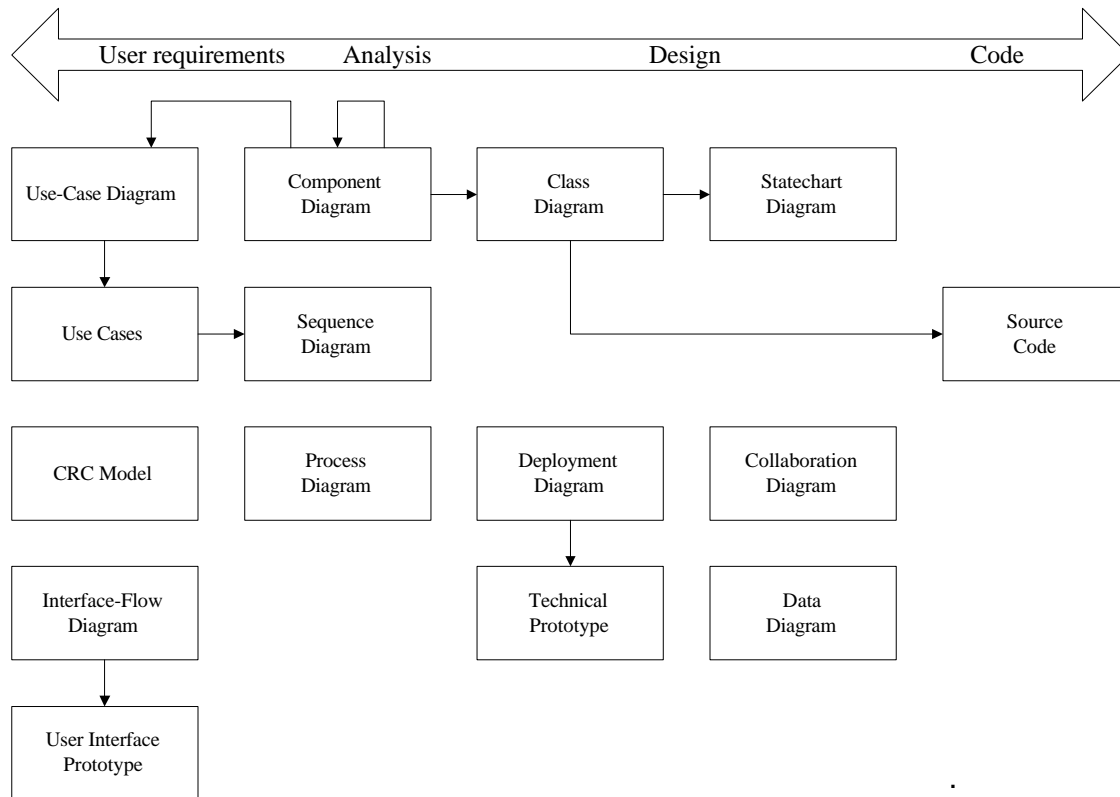 User requirements Analysis Design Code
Use-Case Diagram
Component
Diagram
Class
Diagram
Statechart
Diagram
Use Cases
Sequence
Diagram
Source
Code
CRC Model
Process
Diagram
Deployment
Diagram
Collaboration
Diagram
Interface-Flow
Diagram
Technical
Prototype
Data
Diagram
User Interface
Prototype
.